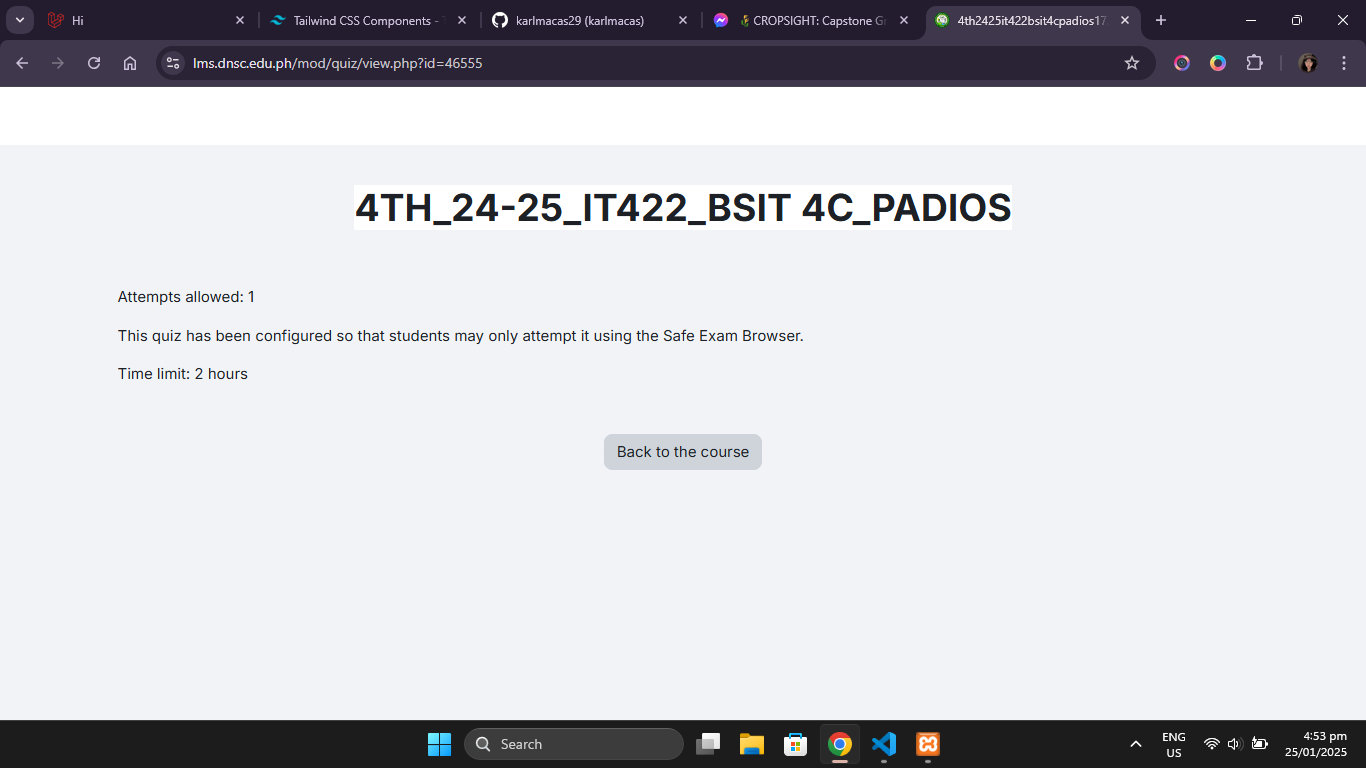 Hi
Tailwind CSS Components -
karlmacas29 (karlmacas)
CROPSIGHT: Capstone Gr
4th2425it422bsit4cpadios17
lms.dnsc.edu.ph/mod/quiz/view.php?id=46555
4TH_24-25_IT422_BSIT 4C_PADIOS
Attempts allowed: 1
This quiz has been configured so that students may only attempt it using the Safe Exam Browser.
Time limit: 2 hours
Back to the course
Search
ENG
US
4:53 pm
25/01/2025